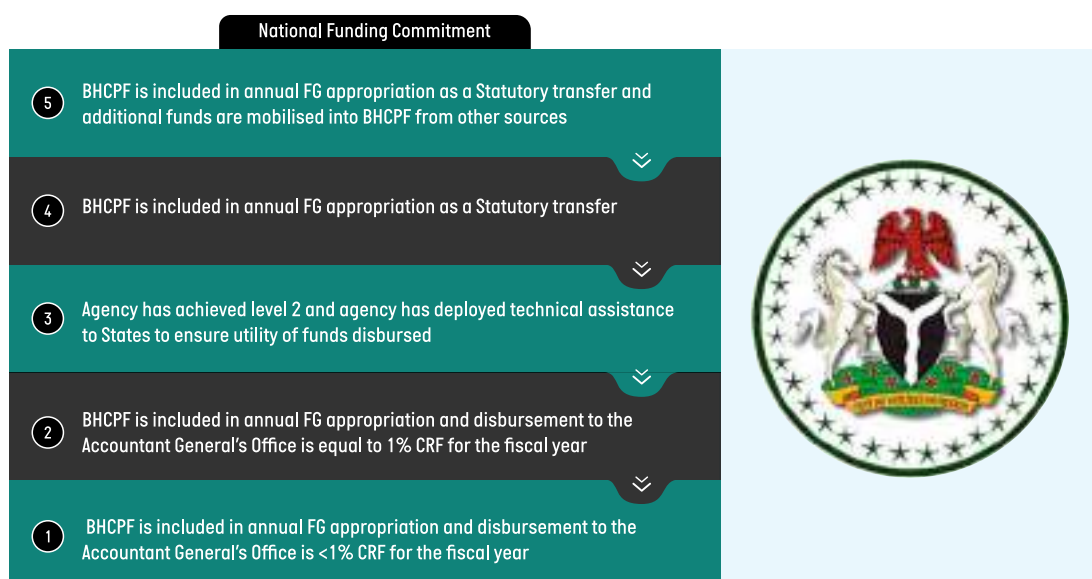 National Funding Commitment
5
BHCPF is included in annual FG appropriation as a Statutory transfer and
additional funds are mobilised into BHCPF from other sources
4
BHCPF is included in annual FG appropriation as a Statutory transfer
3
Agency has achieved level 2 and agency has deployed technical assistance
to States to ensure utility of funds disbursed
2
BHCPF is included in annual FG appropriation and disbursement to the
Accountant General's Office is equal to 1% CRF for the fiscal year
1
BHCPF is included in annual FG appropriation and disbursement to the
Accountant General's Office is <1% CRF for the fiscal year